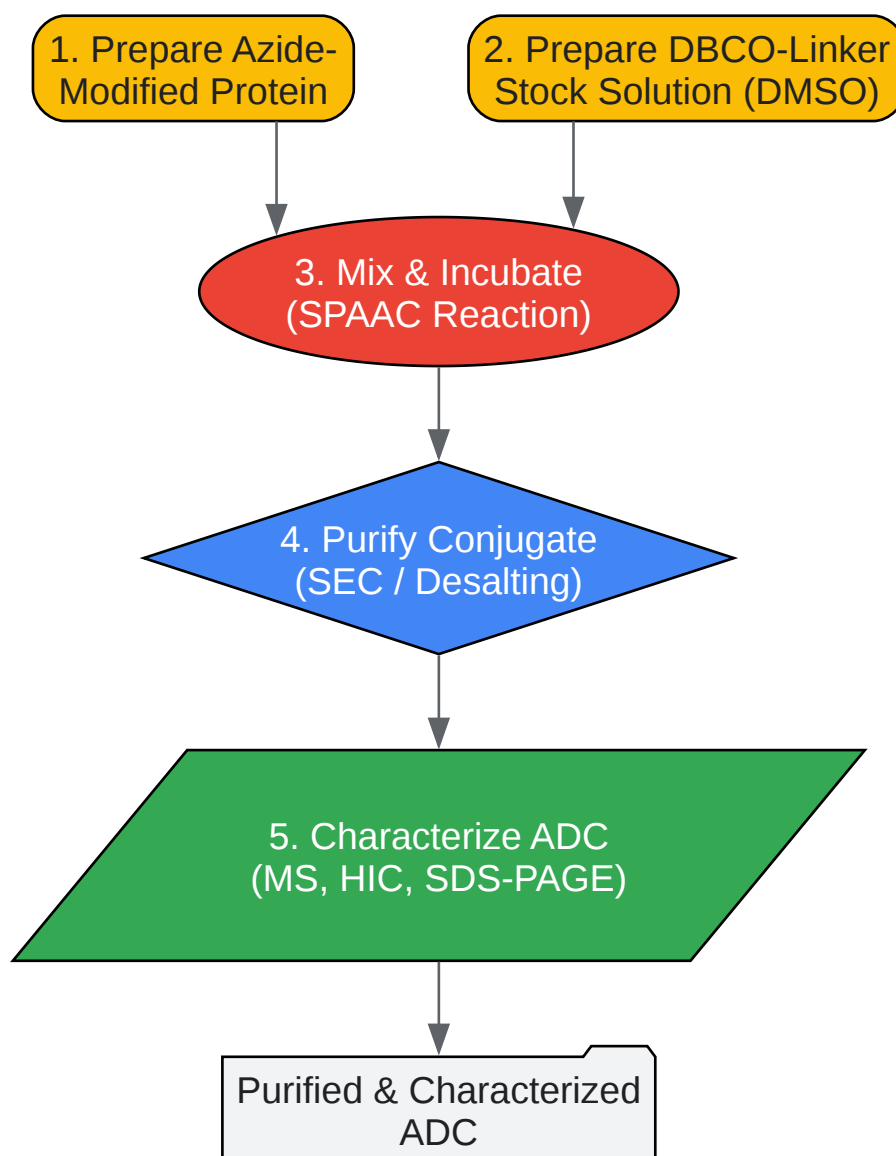 1. Prepare Azide-
Modified Protein
2. Prepare DBCO-Linker
Stock Solution (DMSO)
3. Mix & Incubate
(SPAAC Reaction)
4. Purify Conjugate
(SEC / Desalting)
5. Characterize ADC
(MS, HIC, SDS-PAGE)
Purified & Characterized
ADC